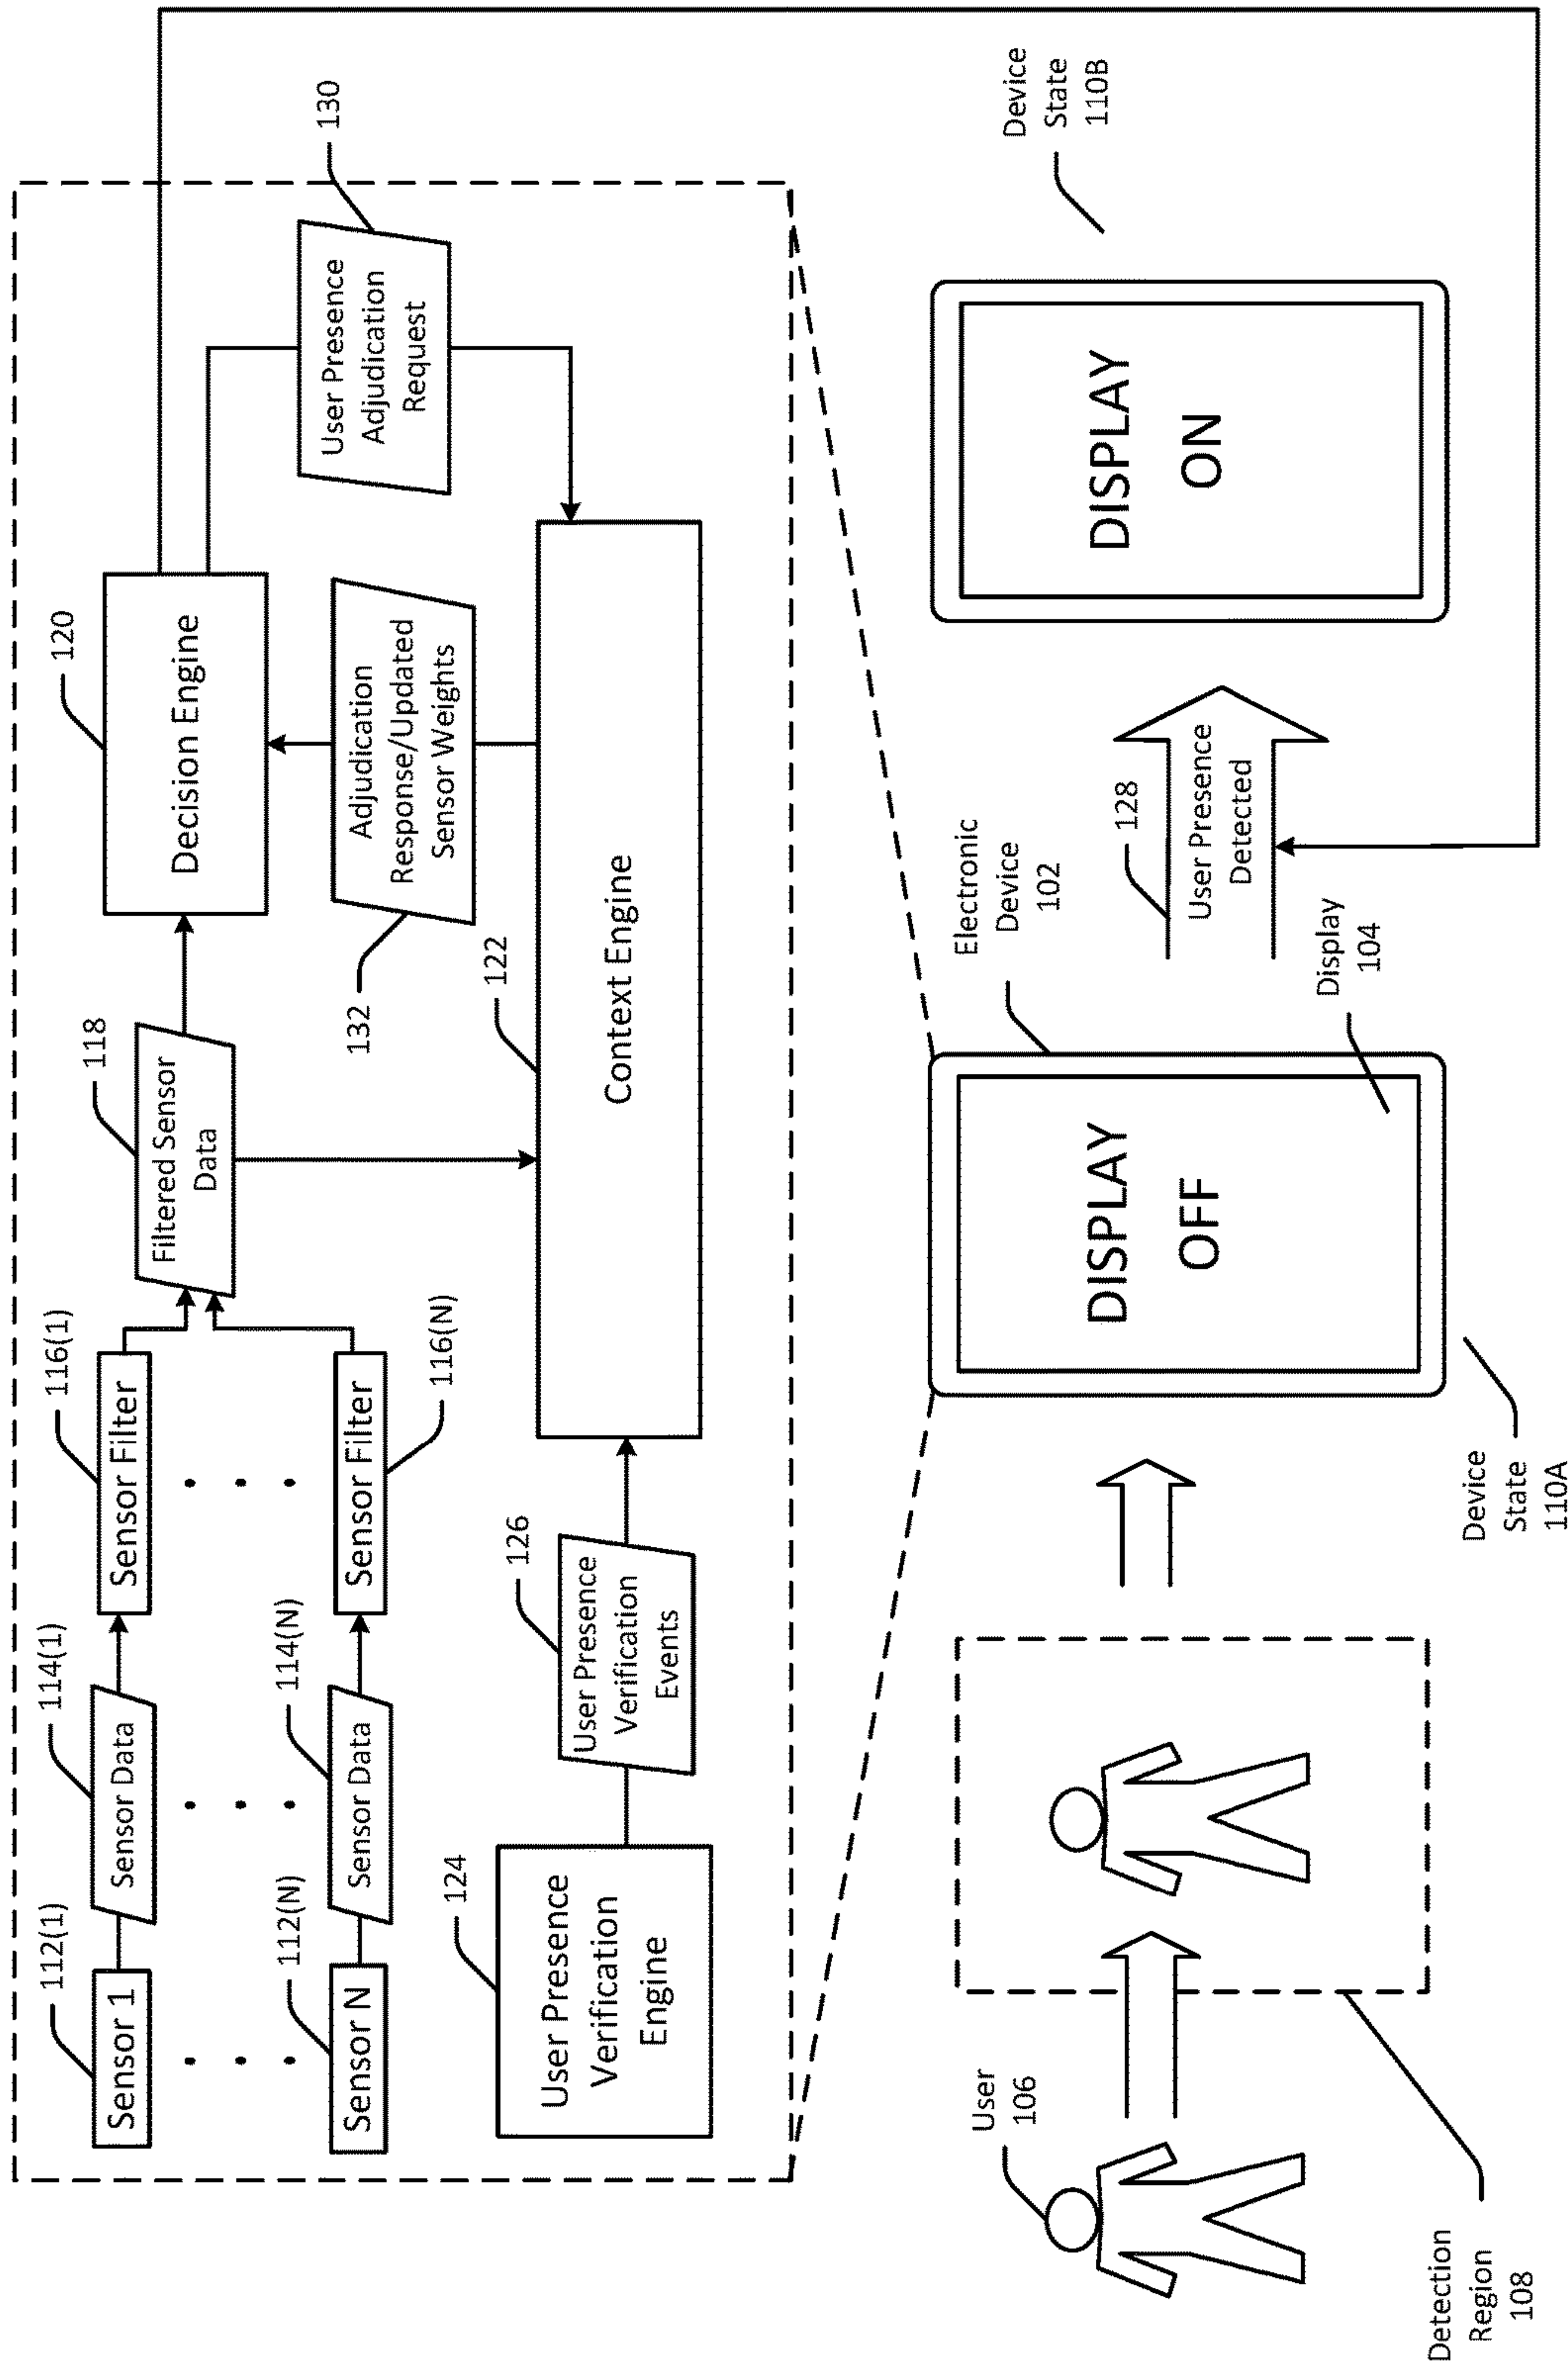 112(1)
Sensor 1
114(1)
Sensor Data
116(1)
Sensor Filter
112(N)
Sensor N
114(N)
Sensor Data
116(N)
Sensor Filter
118
Filtered Sensor
Data
120
Decision Engine
130
User Presence
Adjudication
Request
132
Adjudication
Response/Updated
Sensor Weights
122
Context Engine
124
User Presence
Verification
Engine
126
User Presence
Verification
Events
User
106
Detection
Region
108
Device
State
110A
DISPLAY
OFF
Electronic
Device
102
Display
104
128
User Presence
Detected
DISPLAY
ON
Device
State
110B